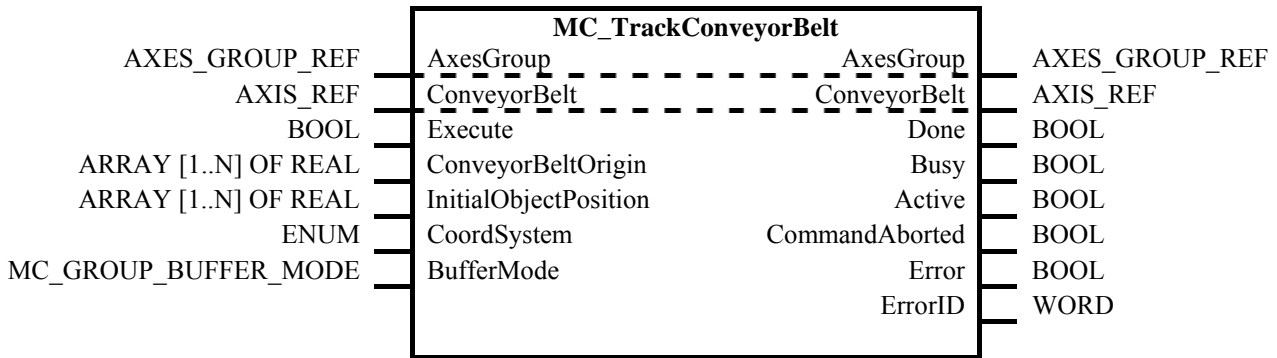 MC_TrackConveyorBelt
AXES_GROUP_REF AxesGroup AxesGroup AXES_GROUP_REF
AXIS_REF ConveyorBelt ConveyorBelt AXIS_REF
BOOL Execute Done BOOL
ARRAY [1..N] OF REAL ConveyorBeltOrigin Busy BOOL
ARRAY [1..N] OF REAL InitialObjectPosition Active BOOL
ENUM CoordSystem CommandAborted BOOL
MC_GROUP_BUFFER_MODE BufferMode Error BOOL
ErrorID WORD